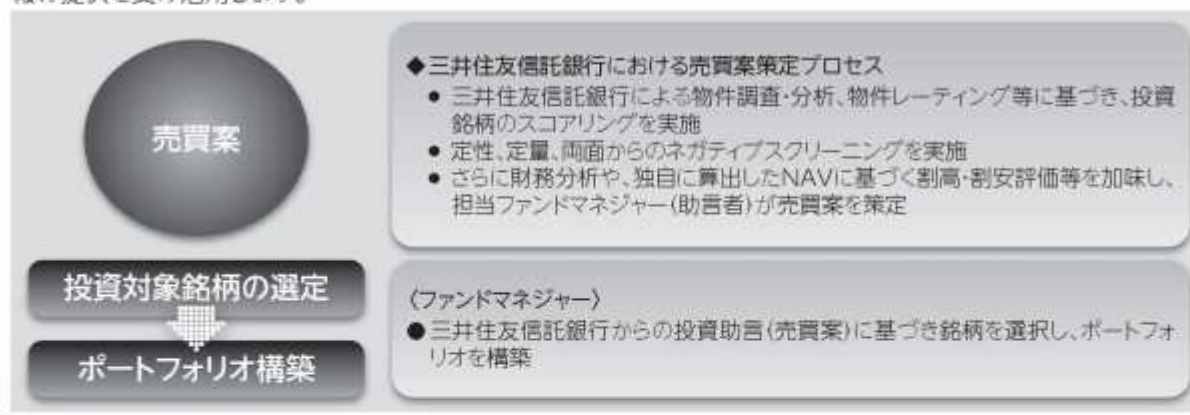 売買案
◆三井住友信託銀行における売買案策定プロセス
● 三井住友信託銀行による物件調査・分析、物件レーティング等に基づき、投資
銘柄のスコアリングを実施
● 定性、定量、両面からのネガティブスクリーニングを実施
● さらに財務分析や、独自に算出したNAVに基づく割高・割安評価等を加味し、
担当ファンドマネジャー(助言者)が売買案を策定
投資対象銘柄の選定
ポートフォリオ構築
〈ファンドマネジャー〉
●三井住友信託銀行からの投資助言(売買案)に基づき銘柄を選択し、ポートフォ
リオを構築